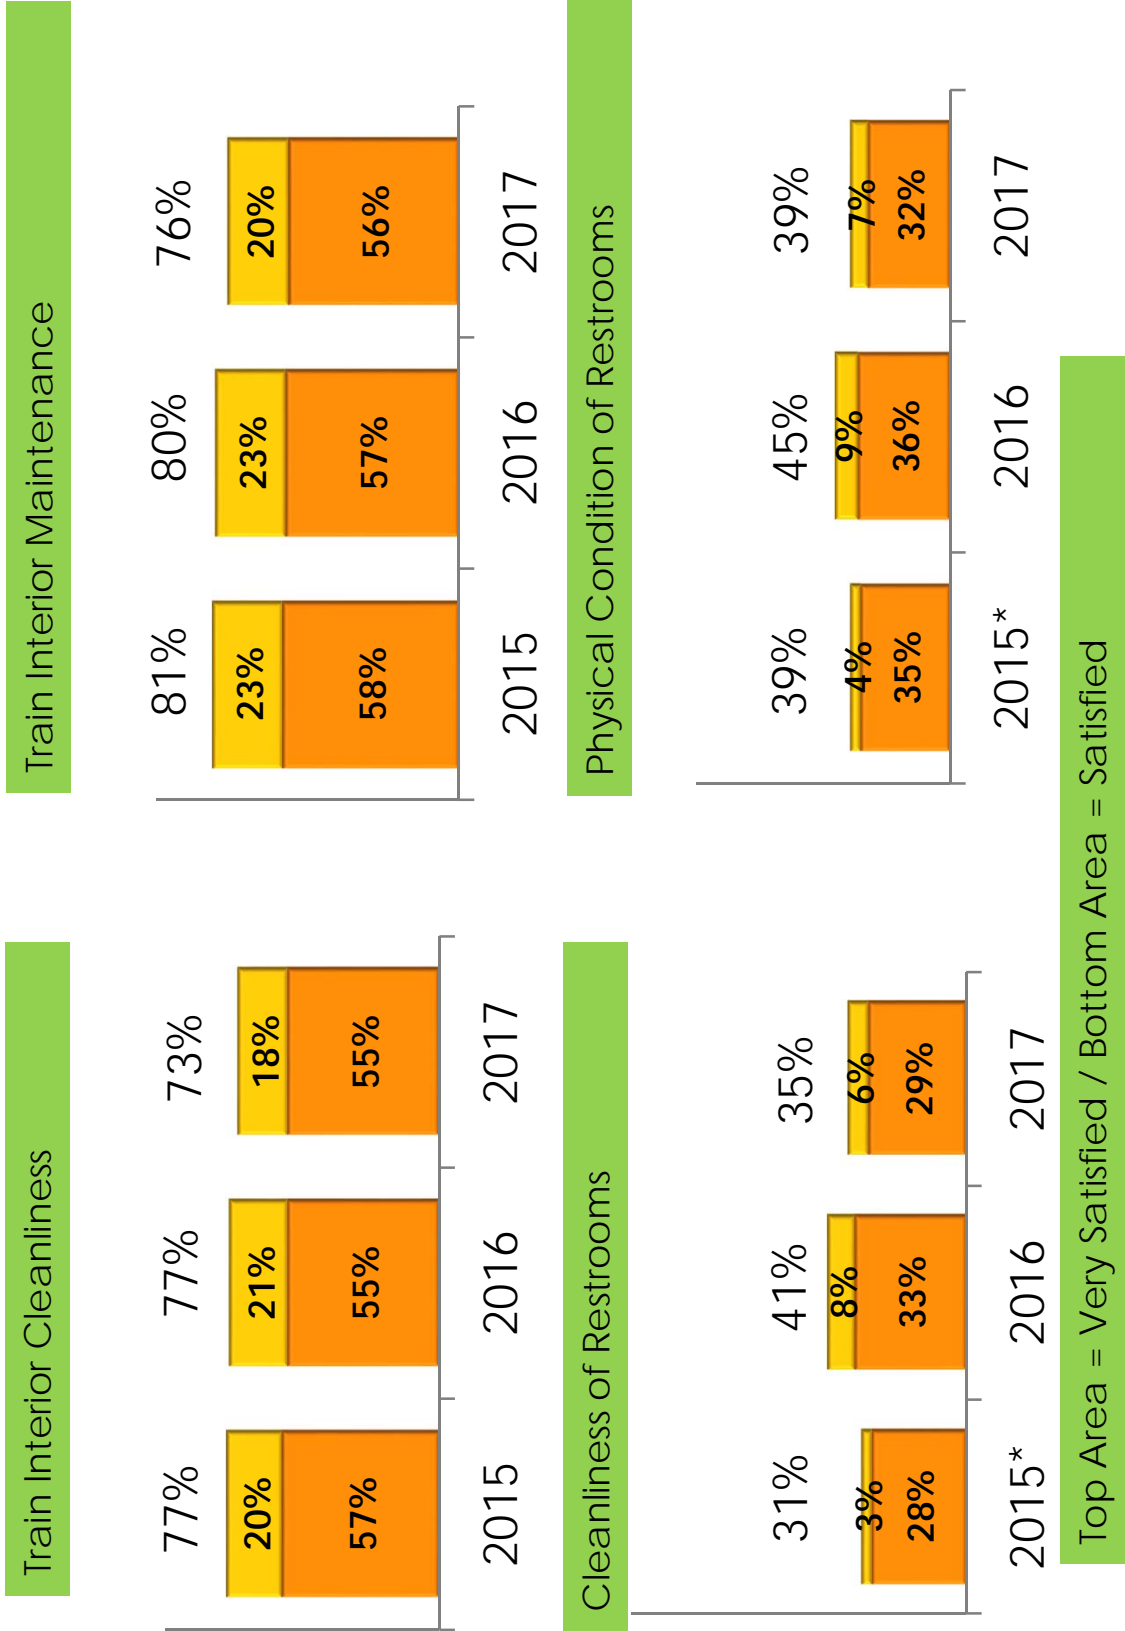 Train Interior Cleanliness
77% 77% 73%
20% 21% 18%
57% 55% 55%
2015 2016 2017
Train Interior Maintenance
81% 80% 76%
23% 23% 20%
58% 57% 56%
2015 2016 2017
Cleanliness of Restrooms
31% 41% 35%
3% 8% 6%
28% 33% 29%
2015* 2016 2017
Physical Condition of Restrooms
39% 45% 39%
4% 9% 7%
35% 36% 32%
2015* 2016 2017
Top Area = Very Satisfied / Bottom Area = Satisfied